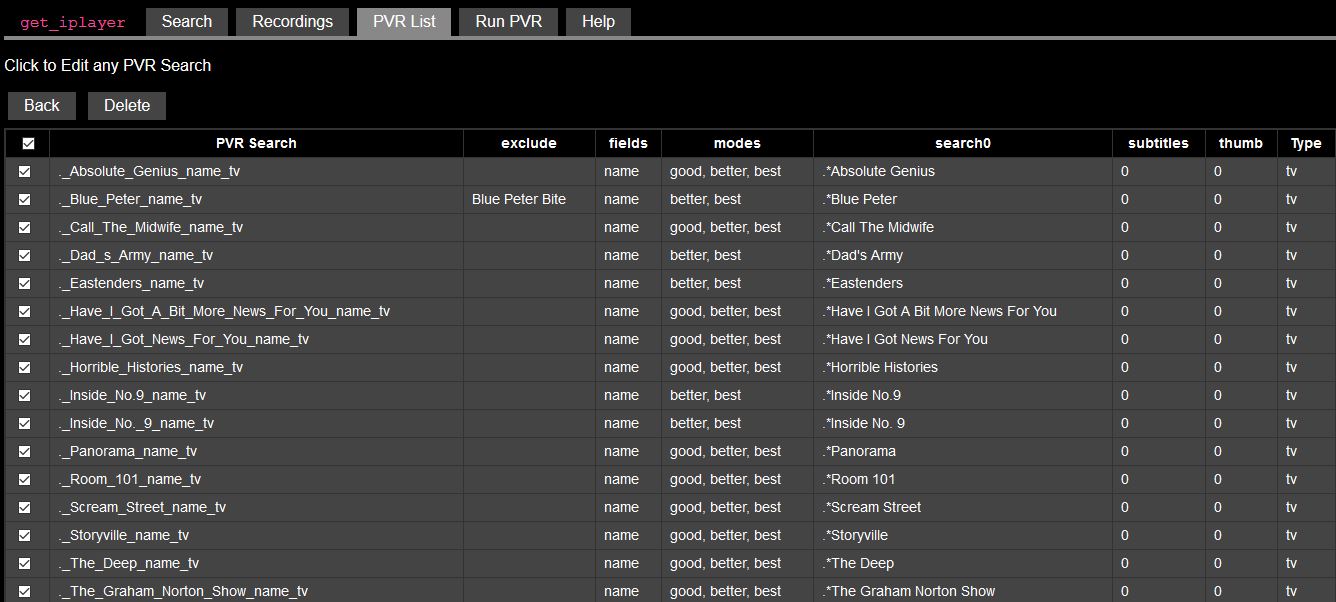 get_iplayer Search Recordings PVR List Run PVR Help
Click to Edit any PVR Search
Back Delete
PVR Search exclude fields modes search0 subtitles thumb Type
._Absolute_Genius_name_tv name good, better, best .*Absolute Genius 0 0 tv
._Blue_Peter_name_tv Blue Peter Bite name better, best .*Blue Peter 0 0 tv
._Call_The_Midwife_name_tv name good, better, best .*Call The Midwife 0 0 tv
._Dad_s_Army_name_tv name better, best .*Dad's Army 0 0 tv
._Eastenders_name_tv name better, best .*Eastenders 0 0 tv
._Have_I_Got_A_Bit_More_News_For_You_name_tv name good, better, best .*Have I Got A Bit More News For You 0 0 tv
._Have_I_Got_News_For_You_name_tv name good, better, best .*Have I Got News For You 0 0 tv
._Horrible_Histories_name_tv name good, better, best .*Horrible Histories 0 0 tv
._Inside_No.9_name_tv name better, best .*Inside No.9 0 0 tv
._Inside_No._9_name_tv name better, best .*Inside No. 9 0 0 tv
._Panorama_name_tv name good, better, best .*Panorama 0 0 tv
._Room_101_name_tv name good, better, best .*Room 101 0 0 tv
._Scream_Street_name_tv name good, better, best .*Scream Street 0 0 tv
._Storyville_name_tv name good, better, best .*Storyville 0 0 tv
._The_Deep_name_tv name good, better, best .*The Deep 0 0 tv
._The_Graham_Norton_Show_name_tv name good, better, best .*The Graham Norton Show 0 0 tv